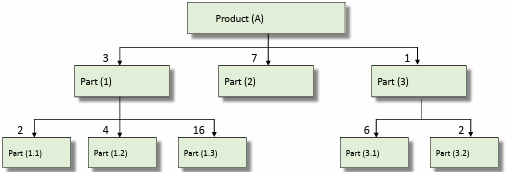 Product (A)
3 7 1
Part (1) Part (2) Part (3)
2 4 16 6 2
Part (1.1) Part (1.2) Part (1.3) Part (3.1) Part (3.2)